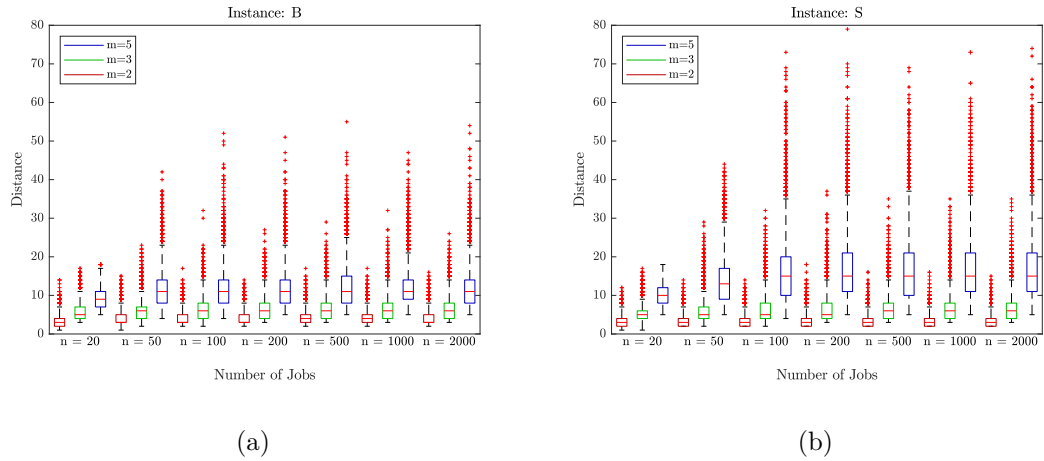 Instance: B
80
70
60
50
40
30
20
10
0
Distance
m=5
m=3
m=2
n = 20 n = 50 n = 100 n = 200 n = 500 n = 1000 n = 2000
Number of Jobs
(a)
Instance: S
80
70
60
50
40
30
20
10
0
Distance
m=5
m=3
m=2
n = 20 n = 50 n = 100 n = 200 n = 500 n = 1000 n = 2000
Number of Jobs
(b)